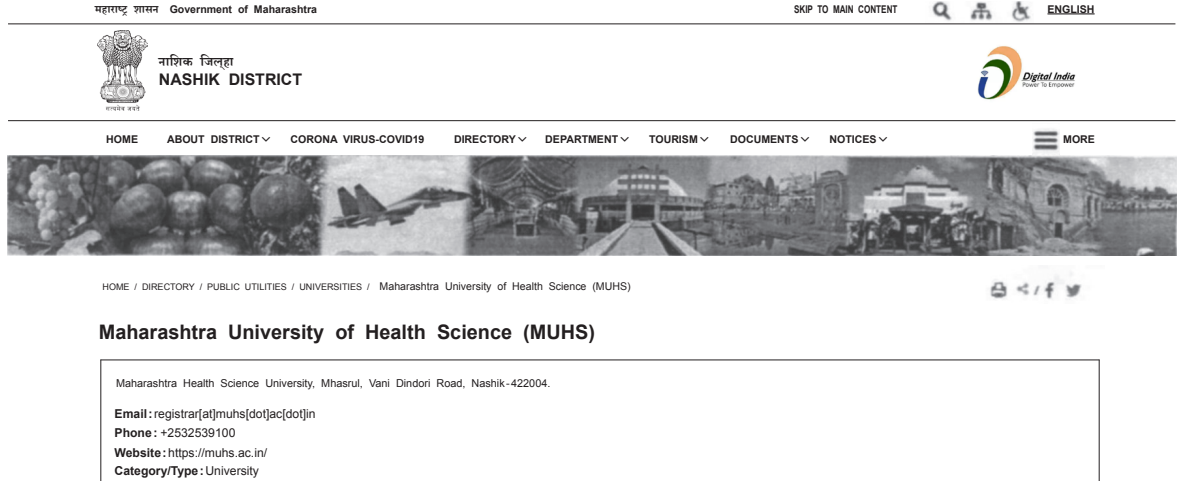 महाराष्ट्र शासन Government of Maharashtra SKIP TO MAIN CONTENT ENGLISH
नाशिक जिल्हा
NASHIK DISTRICT
सत्यमेव जयते
Digital India
Power To Empower
HOME ABOUT DISTRICT CORONA VIRUS-COVID19 DIRECTORY DEPARTMENT TOURISM DOCUMENTS NOTICES MORE
HOME / DIRECTORY / PUBLIC UTILITIES / UNIVERSITIES / Maharashtra University of Health Science (MUHS)
Maharashtra University of Health Science (MUHS)
Maharashtra Health Science University, Mhasrul, Vani Dindori Road, Nashik-422004.
Email: registrar[at]muhs[dot]ac[dot]in
Phone: +2532539100
Website: https://muhs.ac.in/
Category/Type: University